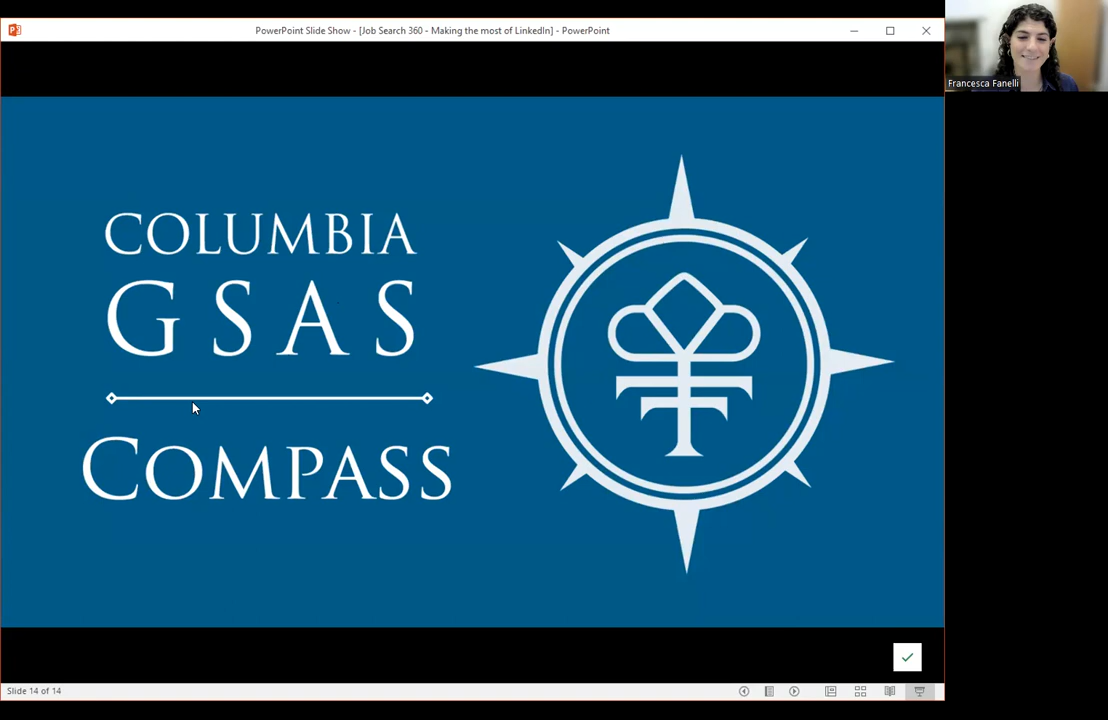 PowerPoint Slide Show - [Job Search 360 - Making the most of LinkedIn] - PowerPoint
Francesca Fanelli
COLUMBIA
GSAS
COMPASS
Slide 14 of 14